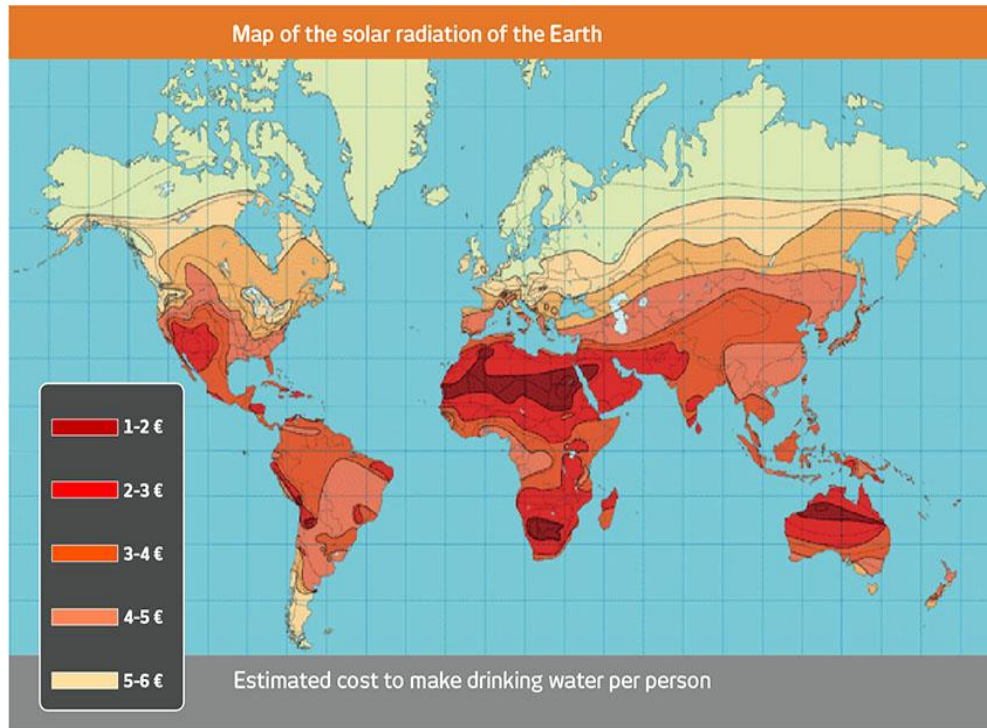 Map of the solar radiation of the Earth
1-2 €
2-3 €
3-4 €
4-5 €
5-6 €
Estimated cost to make drinking water per person